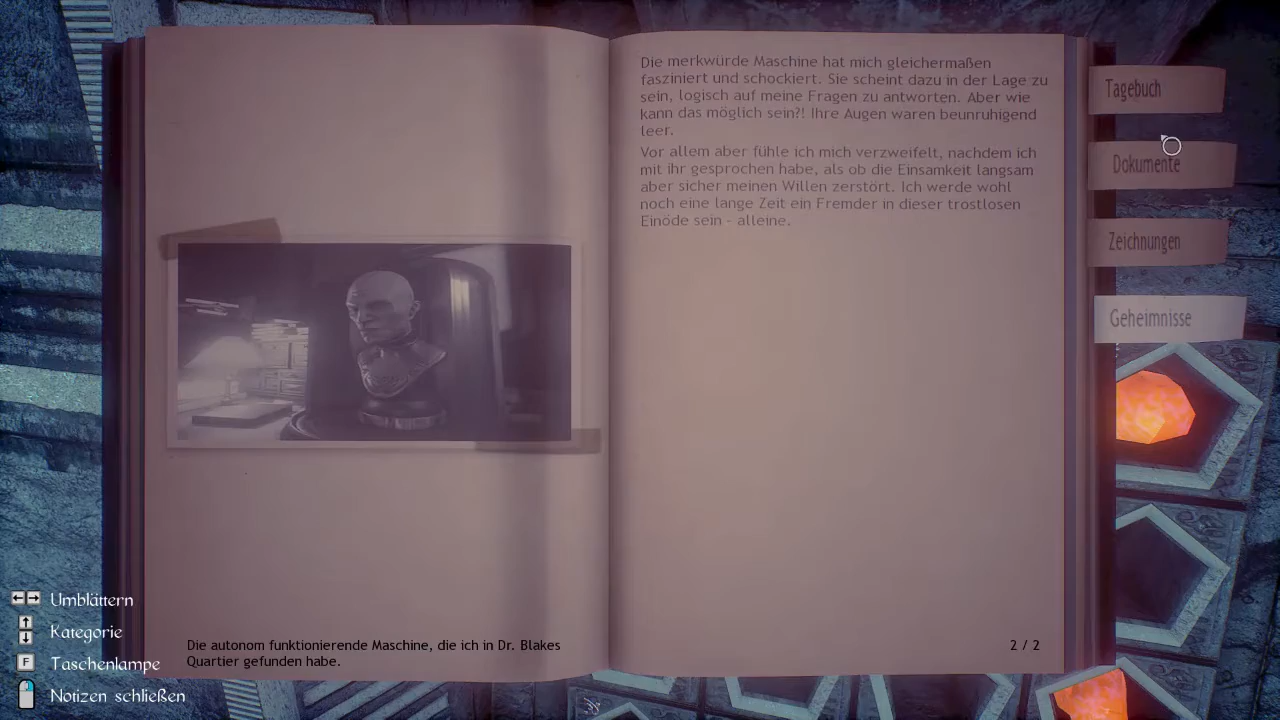 Die merkwürde Maschine hat mich gleichermaßen
fasziniert und schockiert. Sie scheint dazu in der Lage zu
sein, logisch auf meine Fragen zu antworten. Aber wie
kann das möglich sein?! Ihre Augen waren beunruhigend
leer.
Vor allem aber fühle ich mich verzweifelt, nachdem ich
mit ihr gesprochen habe, als ob die Einsamkeit langsam
aber sicher meinen Willen zerstört. Ich werde wohl
noch eine lange Zeit ein Fremder in dieser trostlosen
Einöde sein - alleine.
Tagebuch
Dokumente
Zeichnungen
Geheimnisse
Umblättern
Kategorie
F Taschenlampe
Notizen schließen
Die autonom funktionierende Maschine, die ich in Dr. Blakes
Quartier gefunden habe.
2 / 2